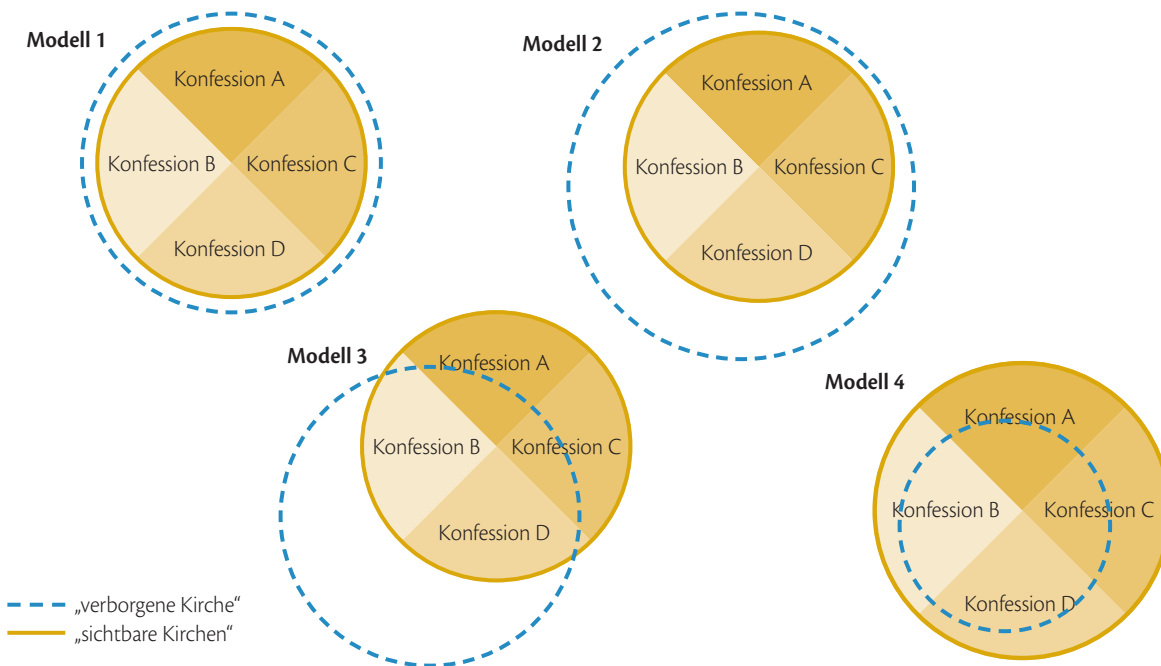 Modell 1
Konfession A
Konfession B
Konfession C
Konfession D
Modell 2
Konfession A
Konfession B
Konfession C
Konfession D
Modell 3
Konfession A
Konfession B
Konfession C
Konfession D
Modell 4
Konfession A
Konfession B
Konfession C
Konfession D
„verborgene Kirche“
„sichtbare Kirchen“